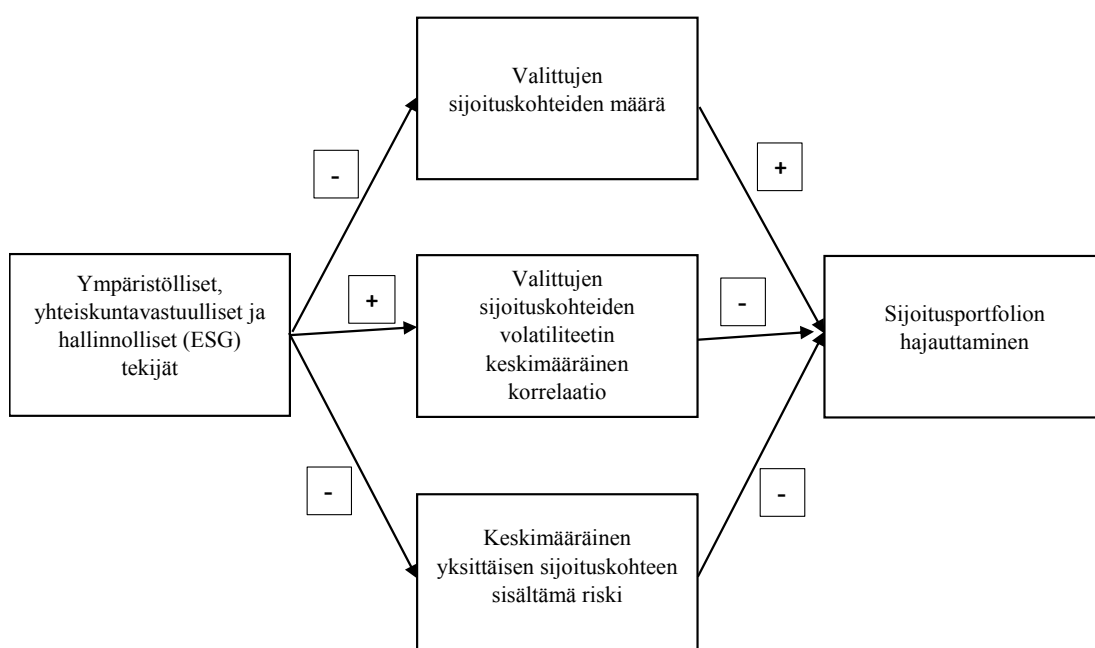 Valittujen
sijoituskohteiden määrä
-
+
Ympäristölliset,
yhteiskuntavastuulliset ja
hallinnolliset (ESG)
tekijät
+
Valittujen
sijoituskohteiden
volatiliteetin
keskimääräinen
korrelaatio
-
Sijoitusportfolion
hajauttaminen
-
Keskimääräinen
yksittäisen sijoituskohteen
sisältämä riski
-